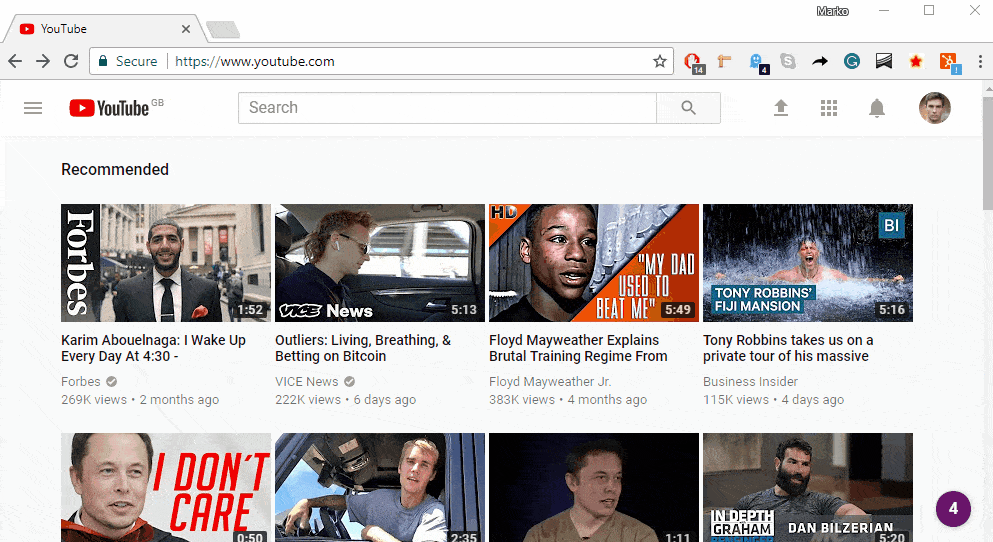 Marko
YouTube
Secure https://www.youtube.com
14
4
YouTube GB
Search
Recommended
Forbes
1:52
VICE News
5:13
HD
"MY DAD
USED TO
BEAT ME"
5:49
BI
TONY ROBBINS'
FIJI MANSION
5:16
Karim Abouelnaga: I Wake Up
Every Day At 4:30 -
Forbes
269K views • 2 months ago
Outliers: Living, Breathing, &
Betting on Bitcoin
VICE News
222K views • 6 days ago
Floyd Mayweather Explains
Brutal Training Regime From
Floyd Mayweather Jr.
383K views • 4 months ago
Tony Robbins takes us on a
private tour of his massive
Business Insider
115K views • 4 days ago
I DON'T
CARE
0:50
2:35
1:11
IN DEPTH
GRAHAM
BENSINGER
DAN BILZERIAN
5:20
4